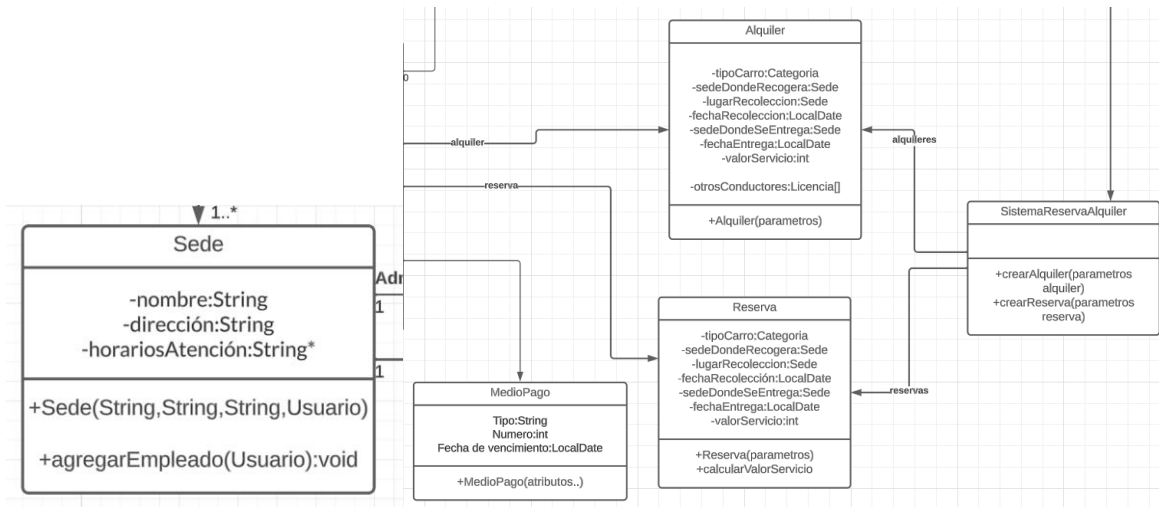 1..*
Sede
-nombre:String
-dirección:String
-horariosAtención:String*
+Sede(String,String,String,Usuario)
+agregarEmpleado(Usuario):void
Adr
1
1
0
alquiler
reserva
Alquiler
-tipoCarro:Categoria
-sedeDondeRecogera:Sede
-lugarRecoleccion:Sede
-fechaRecoleccion:LocalDate
-sedeDondeSeEntrega:Sede
-fechaEntrega:LocalDate
-valorServicio:int
-otrosConductores:Licencia[]
+Alquiler(parametros)
alquileres
SistemaReservaAlquiler
+crearAlquiler(parametros
alquiler)
+crearReserva(parametros
reserva)
reservas
Reserva
-tipoCarro:Categoria
-sedeDondeRecogera:Sede
-lugarRecoleccion:Sede
-fechaRecolección:LocalDate
-sedeDondeSeEntrega:Sede
-fechaEntrega:LocalDate
-valorServicio:int
+Reserva(parametros)
+calcularValorServicio
MedioPago
Tipo:String
Numero:int
Fecha de vencimiento:LocalDate
+MedioPago(atributos..)